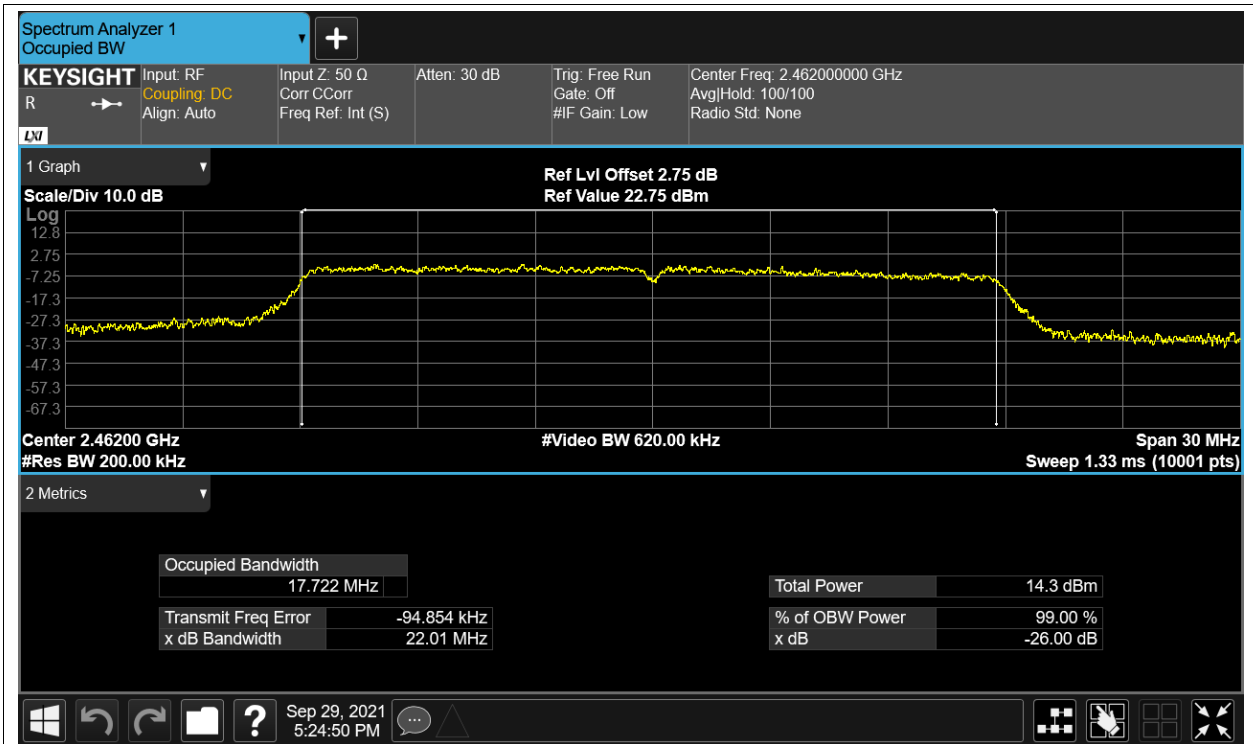 Spectrum Analyzer 1
Occupied BW
KEYSIGHT
R
LXI
Input: RF
Coupling: DC
Align: Auto
Input Z: 50 Ω
Corr CCorr
Freq Ref: Int (S)
Atten: 30 dB
Trig: Free Run
Gate: Off
#IF Gain: Low
Center Freq: 2.462000000 GHz
Avg|Hold: 100/100
Radio Std: None
1 Graph
Scale/Div 10.0 dB
Ref Lvl Offset 2.75 dB
Ref Value 22.75 dBm
Log
12.8
2.75
-7.25
-17.3
-27.3
-37.3
-47.3
-57.3
-67.3
Center 2.46200 GHz
#Video BW 620.00 kHz
Span 30 MHz
#Res BW 200.00 kHz
Sweep 1.33 ms (10001 pts)
2 Metrics
Occupied Bandwidth
17.722 MHz
Total Power 14.3 dBm
Transmit Freq Error -94.854 kHz
% of OBW Power 99.00 %
x dB Bandwidth 22.01 MHz
x dB -26.00 dB
?
Sep 29, 2021
5:24:50 PM